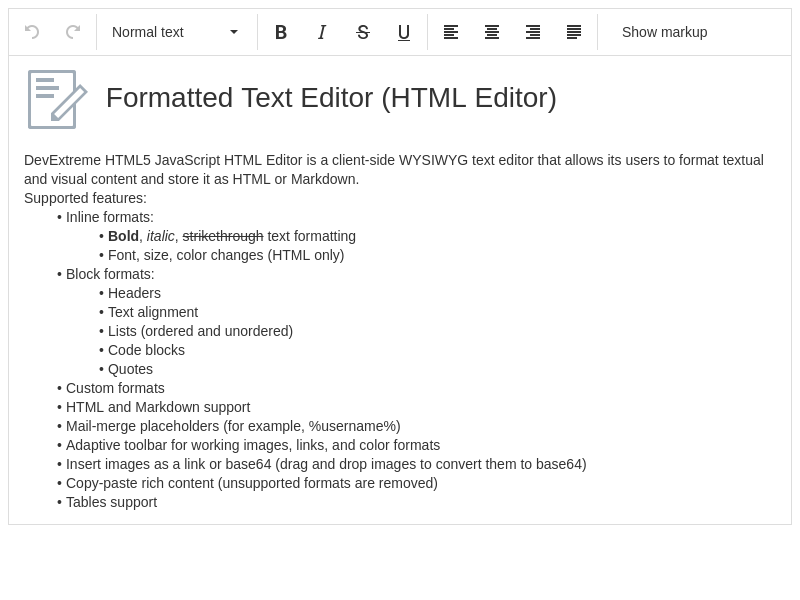 Normal text
B I S U
Show markup
Formatted Text Editor (HTML Editor)
DevExtreme HTML5 JavaScript HTML Editor is a client-side WYSIWYG text editor that allows its users to format textual
and visual content and store it as HTML or Markdown.
Supported features:
• Inline formats:
• Bold, italic, strikethrough text formatting
• Font, size, color changes (HTML only)
• Block formats:
• Headers
• Text alignment
• Lists (ordered and unordered)
• Code blocks
• Quotes
• Custom formats
• HTML and Markdown support
• Mail-merge placeholders (for example, %username%)
• Adaptive toolbar for working images, links, and color formats
• Insert images as a link or base64 (drag and drop images to convert them to base64)
• Copy-paste rich content (unsupported formats are removed)
• Tables support